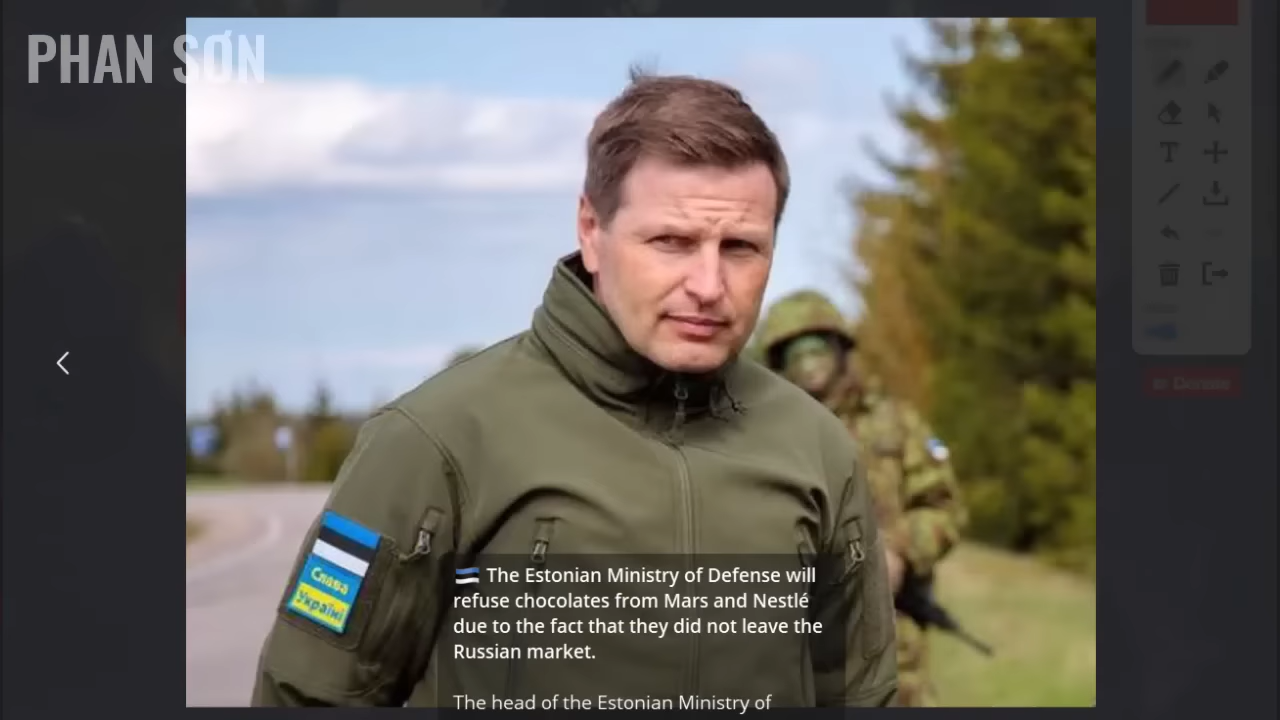 PHAN SƠN
Слава
Україні
The Estonian Ministry of Defense will
refuse chocolates from Mars and Nestlé
due to the fact that they did not leave the
Russian market.
The head of the Estonian Ministry of